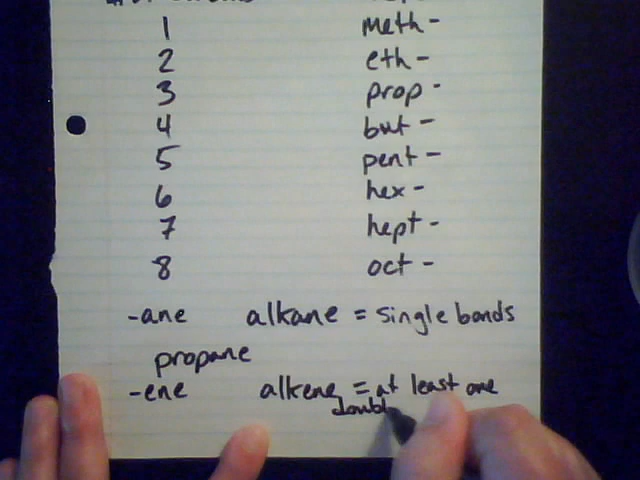 1 meth-
2 eth-
3 prop-
4 but-
5 pent-
6 hex-
7 hept-
8 oct-
-ane alkane = single bonds
propane
-ene alkene = at least one
doubl